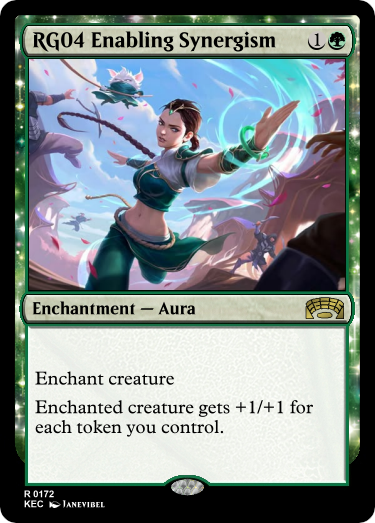 RG04 Enabling Synergism 1
Enchantment — Aura
Enchant creature
Enchanted creature gets +1/+1 for
each token you control.
R 0172
KEC JANEVIBEL